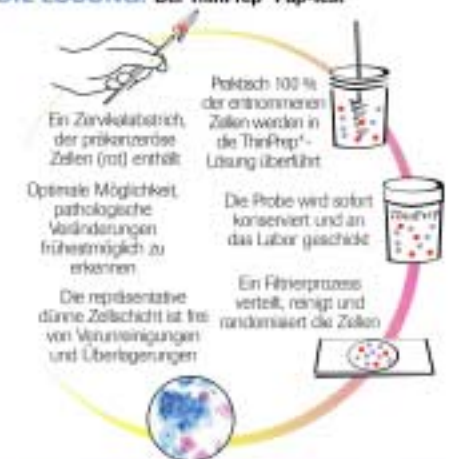 DIE LÖSUNG: Der ThinPrep® Pap-Test
Ein Zervikalabstrich,
der präkanzeröse
Zellen (rot) enthält
Praktisch 100 %
der entnommenen
Zellen werden in
die ThinPrep®-
Lösung überführt
Die Probe wird sofort
konserviert und an
das Labor geschickt
Ein Filtrierprozess
verteilt, reinigt und
randomisiert die Zellen
Die repräsentative
dünne Zellschicht ist frei
von Verunreinigungen
und Überlagerungen
Optimale Möglichkeit,
pathologische
Veränderungen
frühestmöglich zu
erkennen